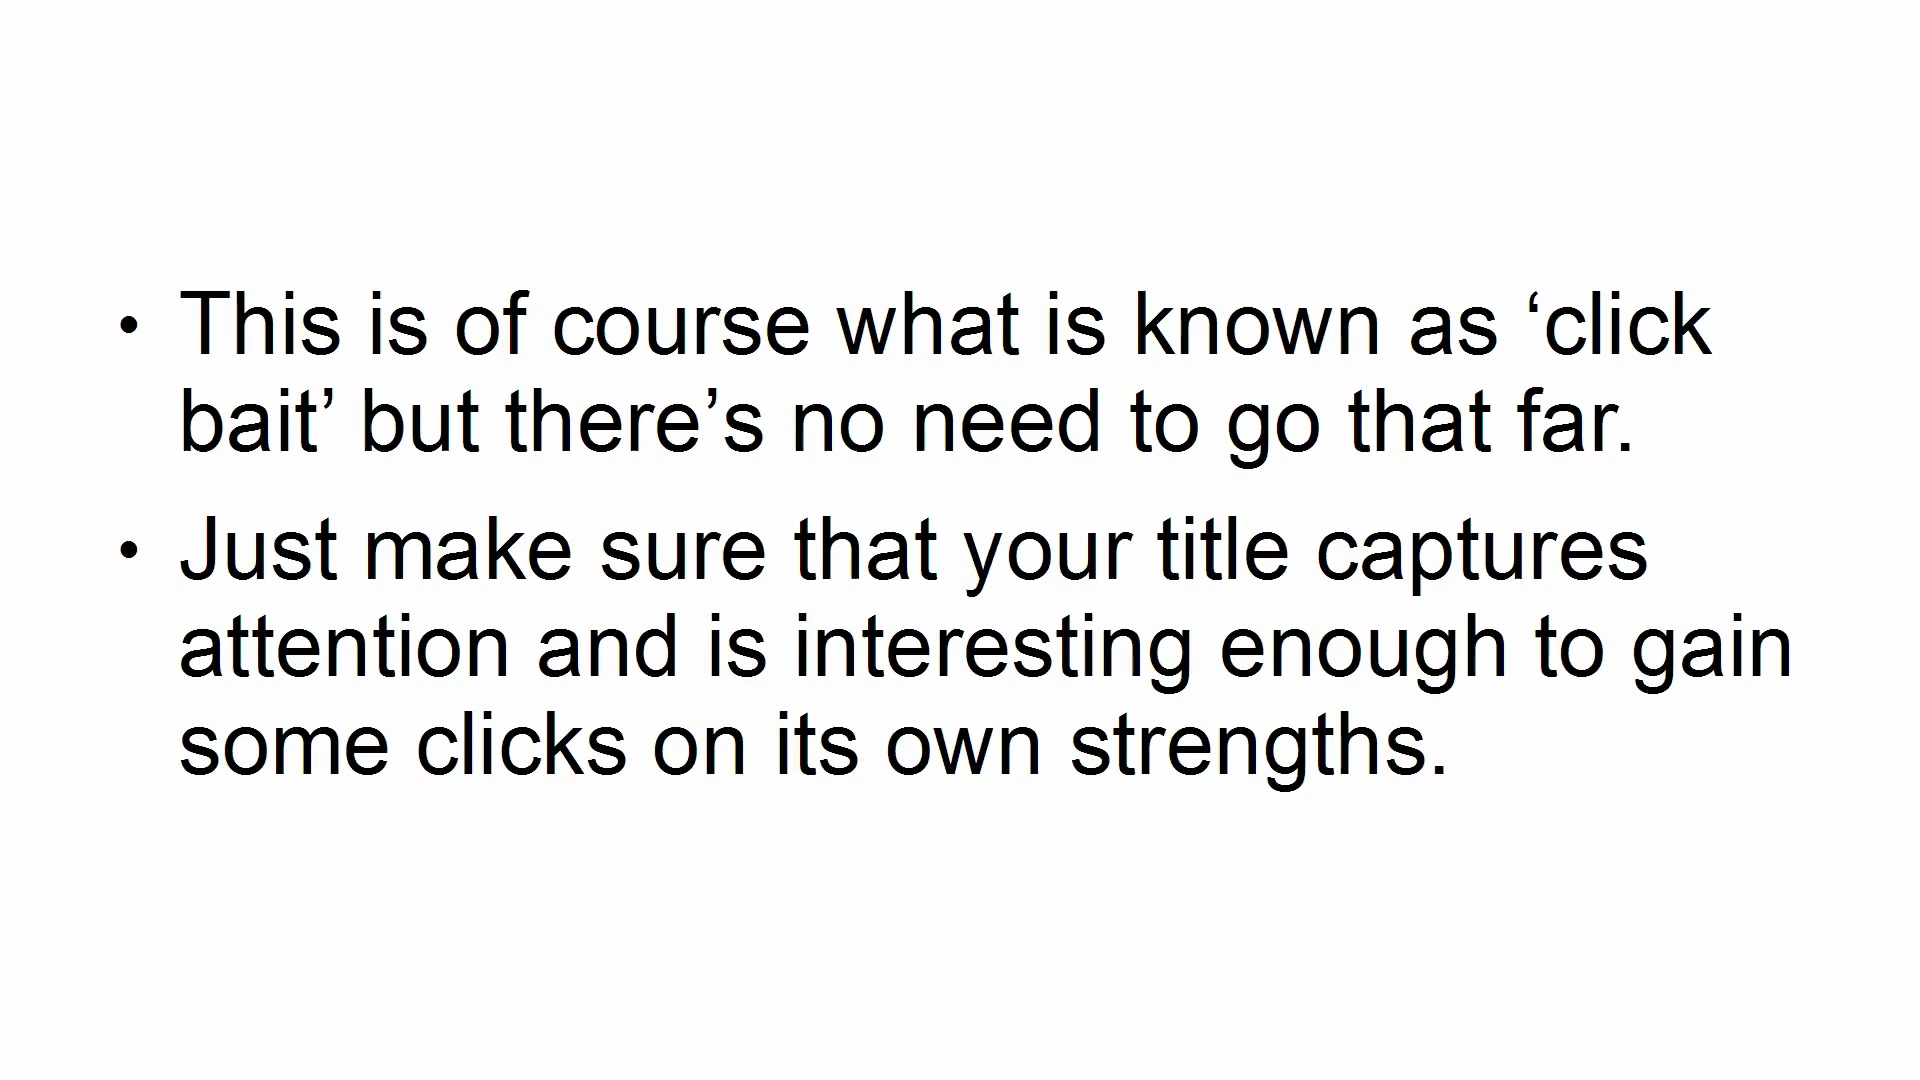 • This is of course what is known as ‘click
bait’ but there’s no need to go that far.
• Just make sure that your title captures
attention and is interesting enough to gain
some clicks on its own strengths.